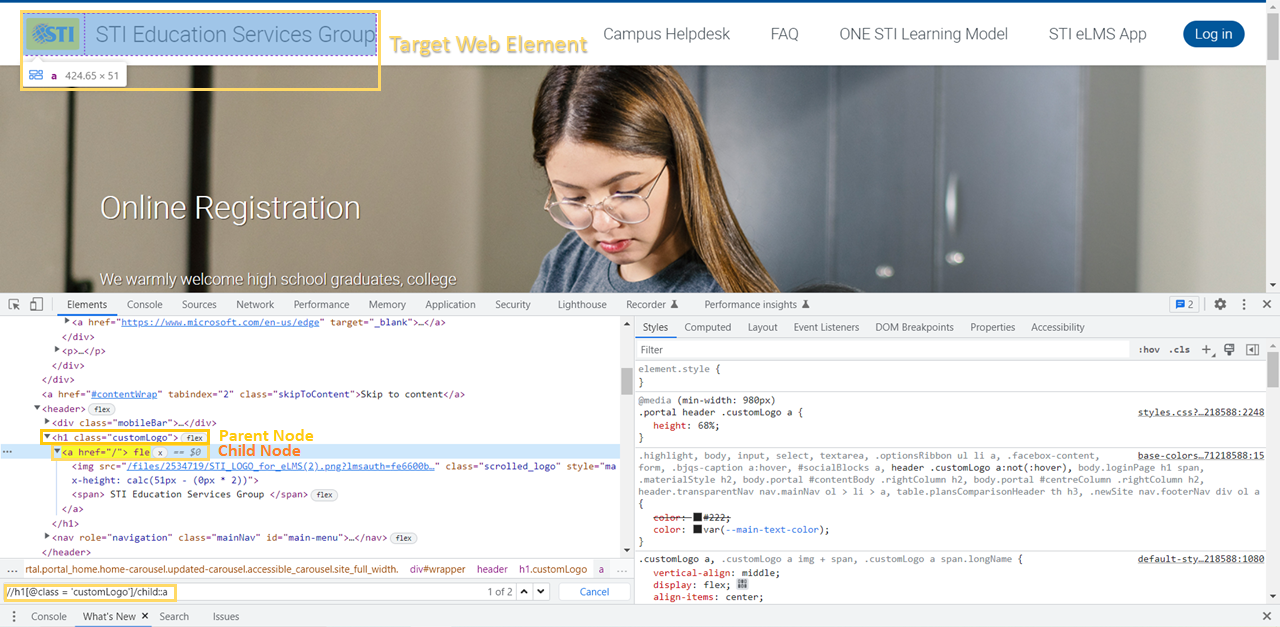 STI STI Education Services Group
Target Web Element
Campus Helpdesk FAQ ONE STI Learning Model STI eLMS App Log in
a 424.65 × 51
Online Registration
We warmly welcome high school graduates, college
Elements Console Sources Network Performance Memory Application Security Lighthouse Recorder Performance insights 2
<a href="https://www.microsoft.com/en-us/edge" target="_blank">…</a>
</div>
<p>…</p>
</div>
</div>
<a href="#contentWrap" tabindex="2" class="skipToContent">Skip to content</a>
<header> flex
<div class="mobileBar">…</div>
<h1 class="customLogo"> flex Parent Node
<a href="/"> fle x == $0 Child Node
<img src="/files/2534719/STI_LOGO_for_eLMS(2).png?lmsauth=fe6600b…" class="scrolled_logo" style="ma
x-height: calc(51px - (0px * 2))">
<span> STI Education Services Group </span> flex
</a>
</h1>
<nav role="navigation" class="mainNav" id="main-menu">…</nav> flex
</header>
... rtal.portal_home.home-carousel.updated-carousel.accessible_carousel.site_full_width. div#wrapper header h1.customLogo a ...
//h1[@class = 'customLogo']/child::a 1 of 2 Cancel
Styles Computed Layout Event Listeners DOM Breakpoints Properties Accessibility
Filter :hov .cls +
element.style {
}
@media (min-width: 980px)
.portal header .customLogo a { styles.css?…218588:2248
height: 68%;
}
.highlight, body, input, select, textarea, .optionsRibbon ul li a, .facebox-content, base-colors…71218588:15
form, .bjqs-caption a:hover, #socialBlocks a, header .customLogo a:not(:hover), body.loginPage h1 span,
.materialStyle h2, body.portal #contentBody .rightColumn h2, body.portal #centreColumn .rightColumn h2,
header.transparentNav nav.mainNav ol > li > a, table.plansComparisonHeader th h3, .newSite nav.footerNav div ol a
{
color: #222;
color: var(--main-text-color);
}
.customLogo a, .customLogo a img + span, .customLogo a span.longName { default-sty…218588:1080
vertical-align: middle;
display: flex;
align-items: center;
Console What's New Search Issues